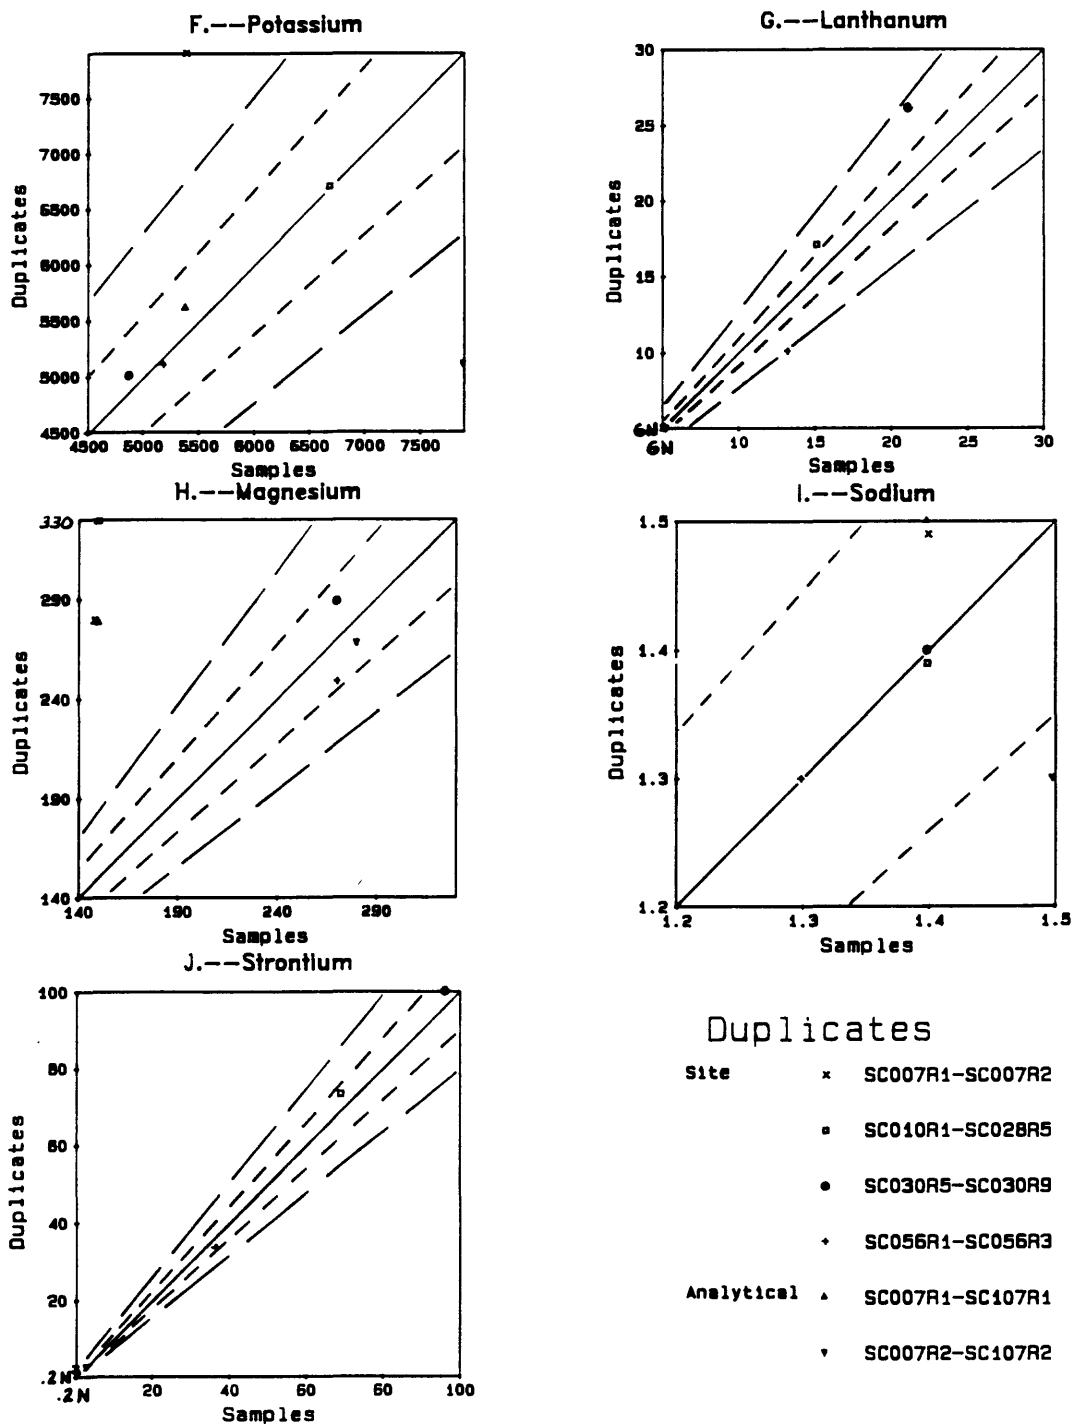 F.——Potassium
7500
7000
6500
6000
5500
5000
4500
4500 5000 5500 6000 6500 7000 7500
Duplicates
Samples
G.——Lanthanum
30
25
20
15
10
6N
6N 10 15 20 25 30
Duplicates
Samples
H.——Magnesium
330
290
240
190
140
140 190 240 290
Duplicates
Samples
I.——Sodium
1.5
1.4
1.3
1.2
1.2 1.3 1.4 1.5
Duplicates
Samples
J.——Strontium
100
80
60
40
20
.2N
.2N 20 40 60 80 100
Duplicates
Samples
Duplicates
Site × SC007R1-SC007R2
SC010R1-SC028R5
SC030R5-SC030R9
SC056R1-SC056R3
Analytical SC007R1-SC107R1
SC007R2-SC107R2